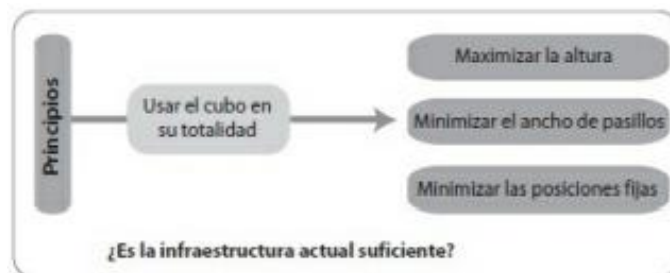 Principios
Usar el cubo en
su totalidad
Maximizar la altura
Minimizar el ancho de pasillos
Minimizar las posiciones fijas
¿Es la infraestructura actual suficiente?